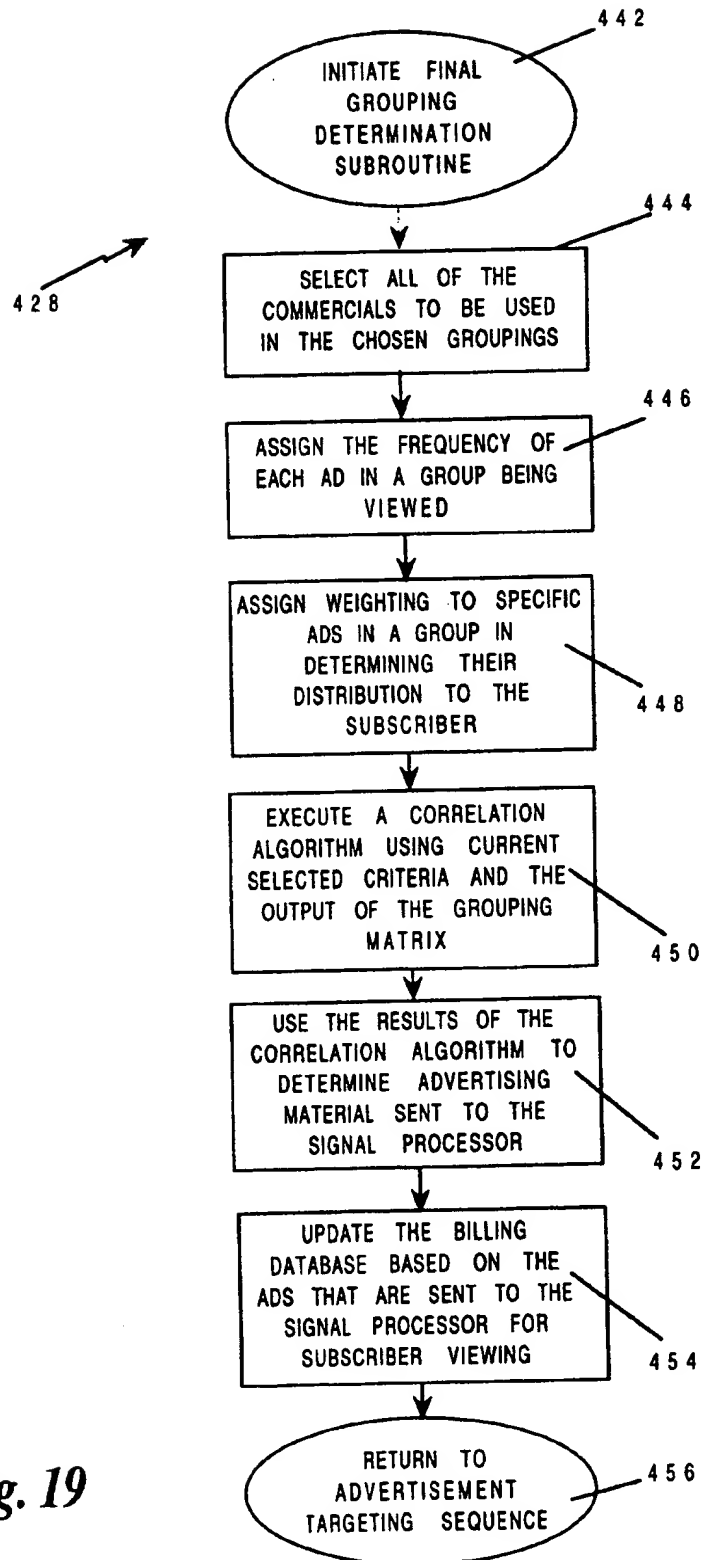 442
INITIATE FINAL
GROUPING
DETERMINATION
SUBROUTINE
444
428
SELECT ALL OF THE
COMMERCIALS TO BE USED
IN THE CHOSEN GROUPINGS
446
ASSIGN THE FREQUENCY OF
EACH AD IN A GROUP BEING
VIEWED
ASSIGN WEIGHTING TO SPECIFIC
ADS IN A GROUP IN
DETERMINING THEIR
DISTRIBUTION TO THE
SUBSCRIBER
448
EXECUTE A CORRELATION
ALGORITHM USING CURRENT
SELECTED CRITERIA AND THE
OUTPUT OF THE GROUPING
MATRIX
450
USE THE RESULTS OF THE
CORRELATION ALGORITHM TO
DETERMINE ADVERTISING
MATERIAL SENT TO THE
SIGNAL PROCESSOR
452
UPDATE THE BILLING
DATABASE BASED ON THE
ADS THAT ARE SENT TO THE
SIGNAL PROCESSOR FOR
SUBSCRIBER VIEWING
454
RETURN TO
ADVERTISEMENT
TARGETING SEQUENCE
456
g. 19